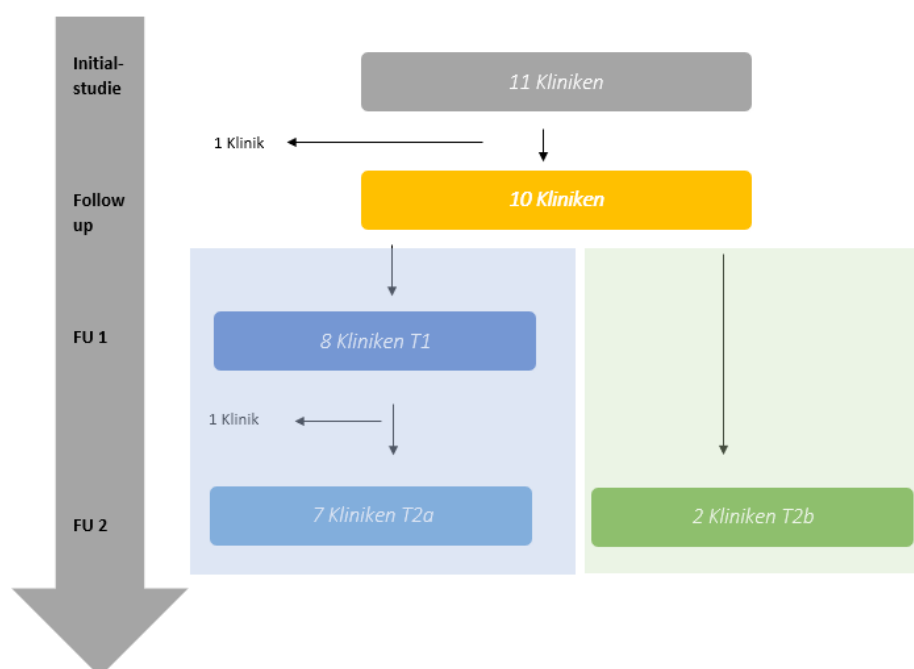 Initial-
studie
11 Kliniken
1 Klinik
Follow
up
10 Kliniken
FU 1
8 Kliniken T1
1 Klinik
FU 2
7 Kliniken T2a
2 Kliniken T2b